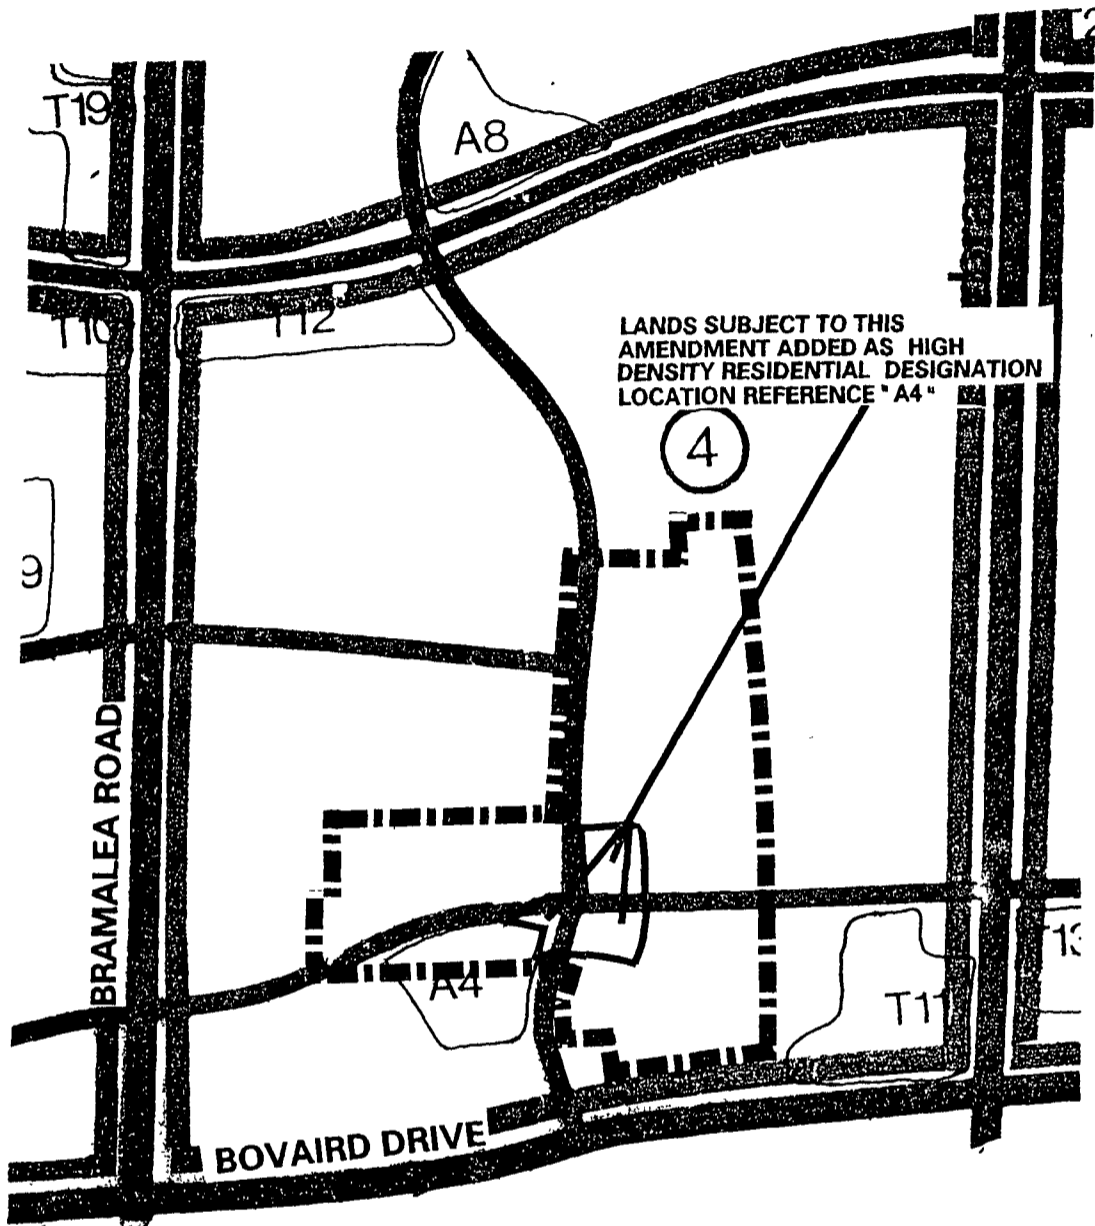 T19
A8
T12
LANDS SUBJECT TO THIS
AMENDMENT ADDED AS HIGH
DENSITY RESIDENTIAL DESIGNATION
LOCATION REFERENCE "A4"
4
9
BRAMALEA ROAD
A4
T11
BOVAIRD DRIVE